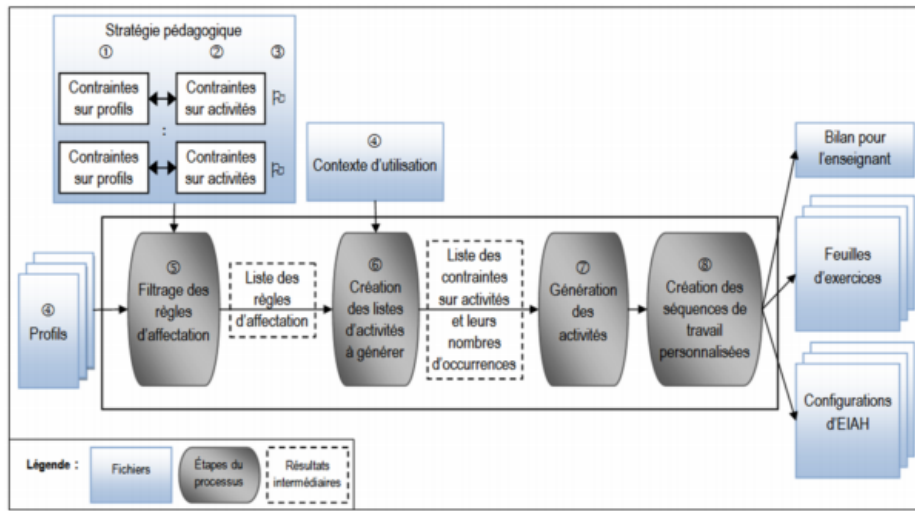 Stratégie pédagogique
① ② ③
Contraintes
sur profils
Contraintes
sur activités
:
Contraintes
sur profils
Contraintes
sur activités
④
Contexte d'utilisation
④
Profils
⑤
Filtrage des
règles
d'affectation
Liste des
règles
d'affectation
⑥
Création
des listes
d'activités
à générer
Liste des
contraintes
sur activités
et leurs
nombres
d'occurrences
⑦
Génération
des
activités
⑧
Création des
séquences de
travail
personnalisées
Bilan pour
l'enseignant
Feuilles
d'exercices
Configurations
d'EIAH
Légende :
Fichiers
Étapes du
processus
Résultats
intermédiaires